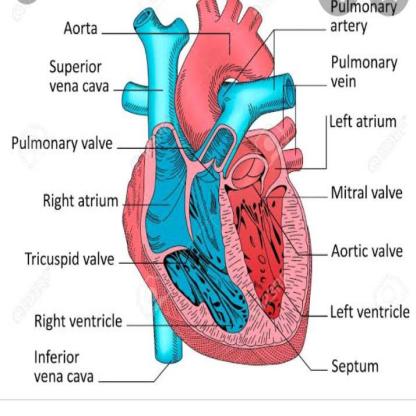 Aorta
Superior
vena cava
Pulmonary valve
Right atrium
Tricuspid valve
Right ventricle
Inferior
vena cava
Pulmonary
artery
Pulmonary
vein
Left atrium
Mitral valve
Aortic valve
Left ventricle
Septum